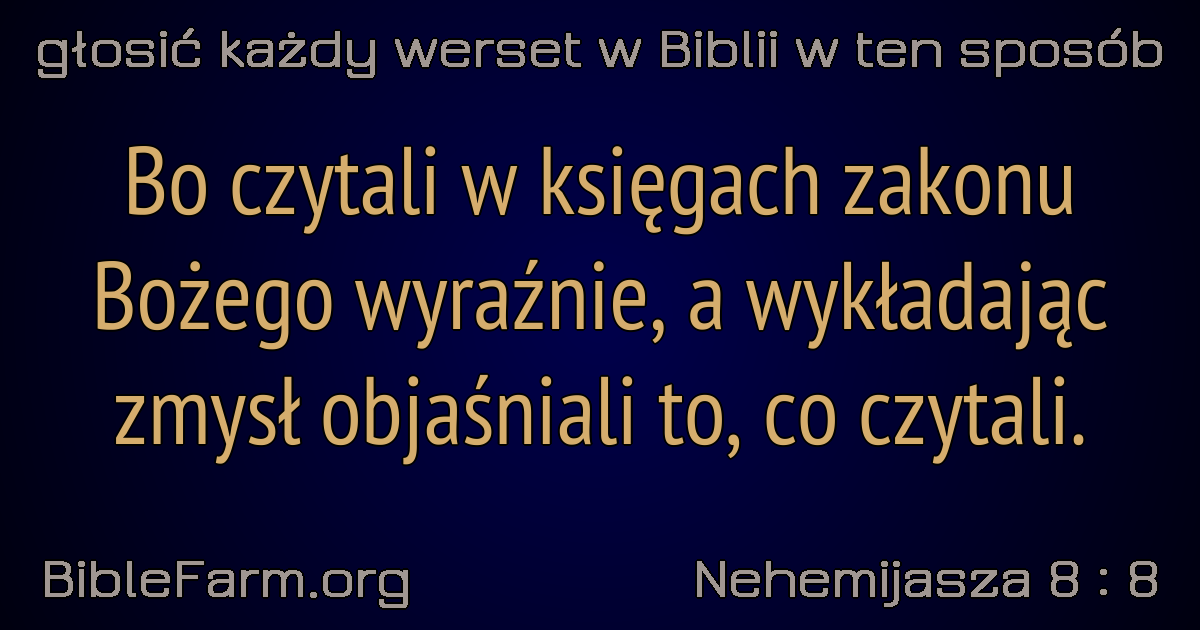 głosić każdy werset w Biblii w ten sposób
Bo czytali w księgach zakonu
Bożego wyraźnie, a wykładając
zmysł objaśniali to, co czytali.
BibleFarm.org
Nehemijasza 8 : 8